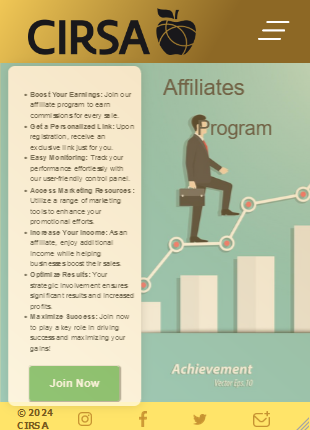 CIRSA
Affiliates
Program
• Boost Your Earnings: Join our
affiliate program to earn
commissions for every sale.
• Get a Personalized Link: Upon
registration, receive an
exclusive link just for you.
• Easy Monitoring: Track your
performance effortlessly with
our user-friendly control panel.
• Access Marketing Resources:
Utilize a range of marketing
tools to enhance your
promotional efforts.
• Increase Your Income: As an
affiliate, enjoy additional
income while helping
businesses boost their sales.
• Optimize Results: Your
strategic involvement ensures
significant results and increased
profits.
• Maximize Success: Join now
to play a key role in driving
success and maximizing your
gains!
Join Now
Achievement
Vector Eps.10
© 2024
CIRSA